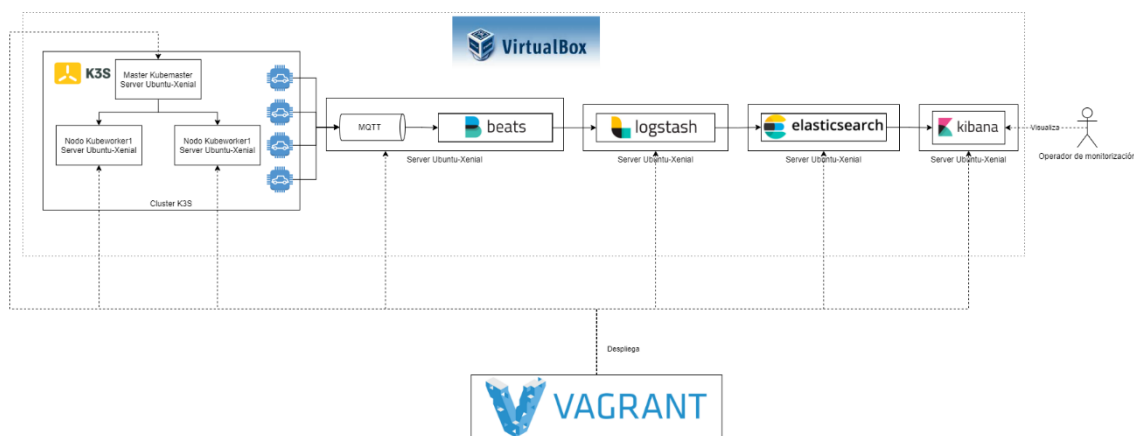 VirtualBox
K3S
Master Kubemaster
Server Ubuntu-Xenial
Nodo Kubeworker1
Server Ubuntu-Xenial
Nodo Kubeworker1
Server Ubuntu-Xenial
Cluster K3S
MQTT
beats
Server Ubuntu-Xenial
logstash
Server Ubuntu-Xenial
elasticsearch
Server Ubuntu-Xenial
kibana
Server Ubuntu-Xenial
Visualiza
Operador de monitorización
Despliega
VAGRANT